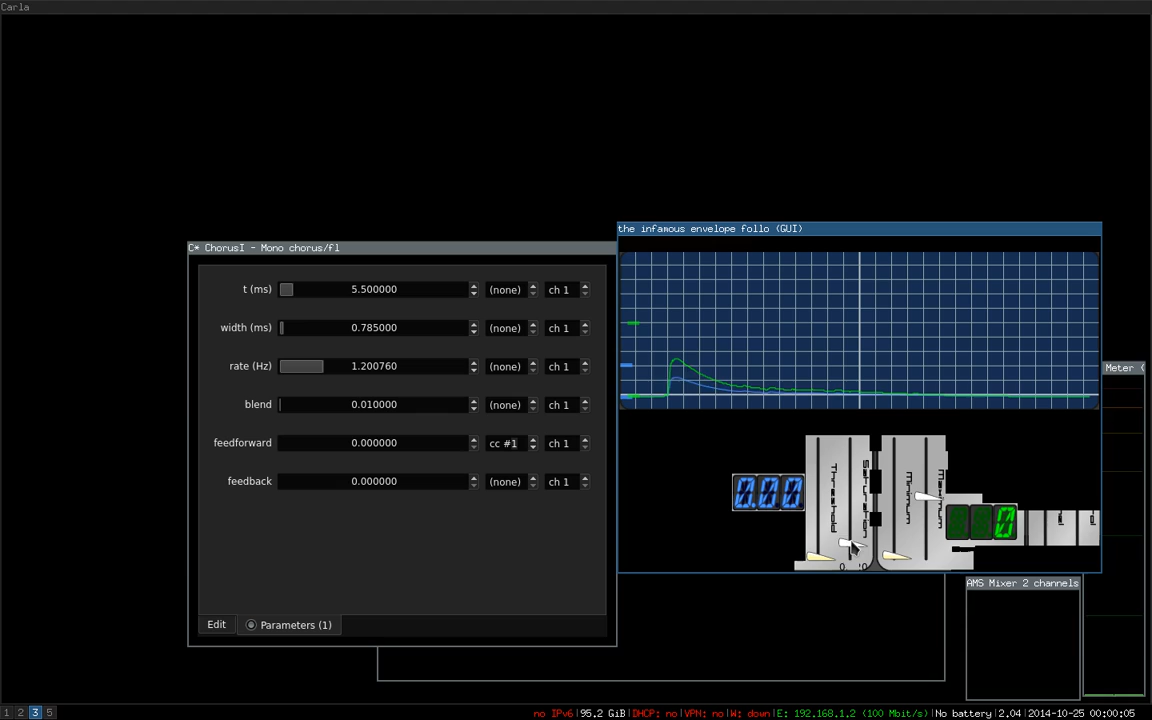 Carla
the infamous envelope follo (GUI)
C* ChorusI - Mono chorus/fl
t (ms) 5.500000 (none) ch 1
width (ms) 0.785000 (none) ch 1
rate (Hz) 1.200760 (none) ch 1
Meter (
blend 0.010000 (none) ch 1
feedforward 0.000000 cc #1 ch 1
feedback 0.000000 (none) ch 1
Threshold
Saturation
Minimum
Maximum
0.00
0
AMS Mixer 2 channels
Edit Parameters (1)
1 2 3 5 no IPv6|95.2 GiB|DHCP: no|VPN: no|W: down|E: 192.168.1.2 (100 Mbit/s)|No battery|2.04|2014-10-25 00:00:05